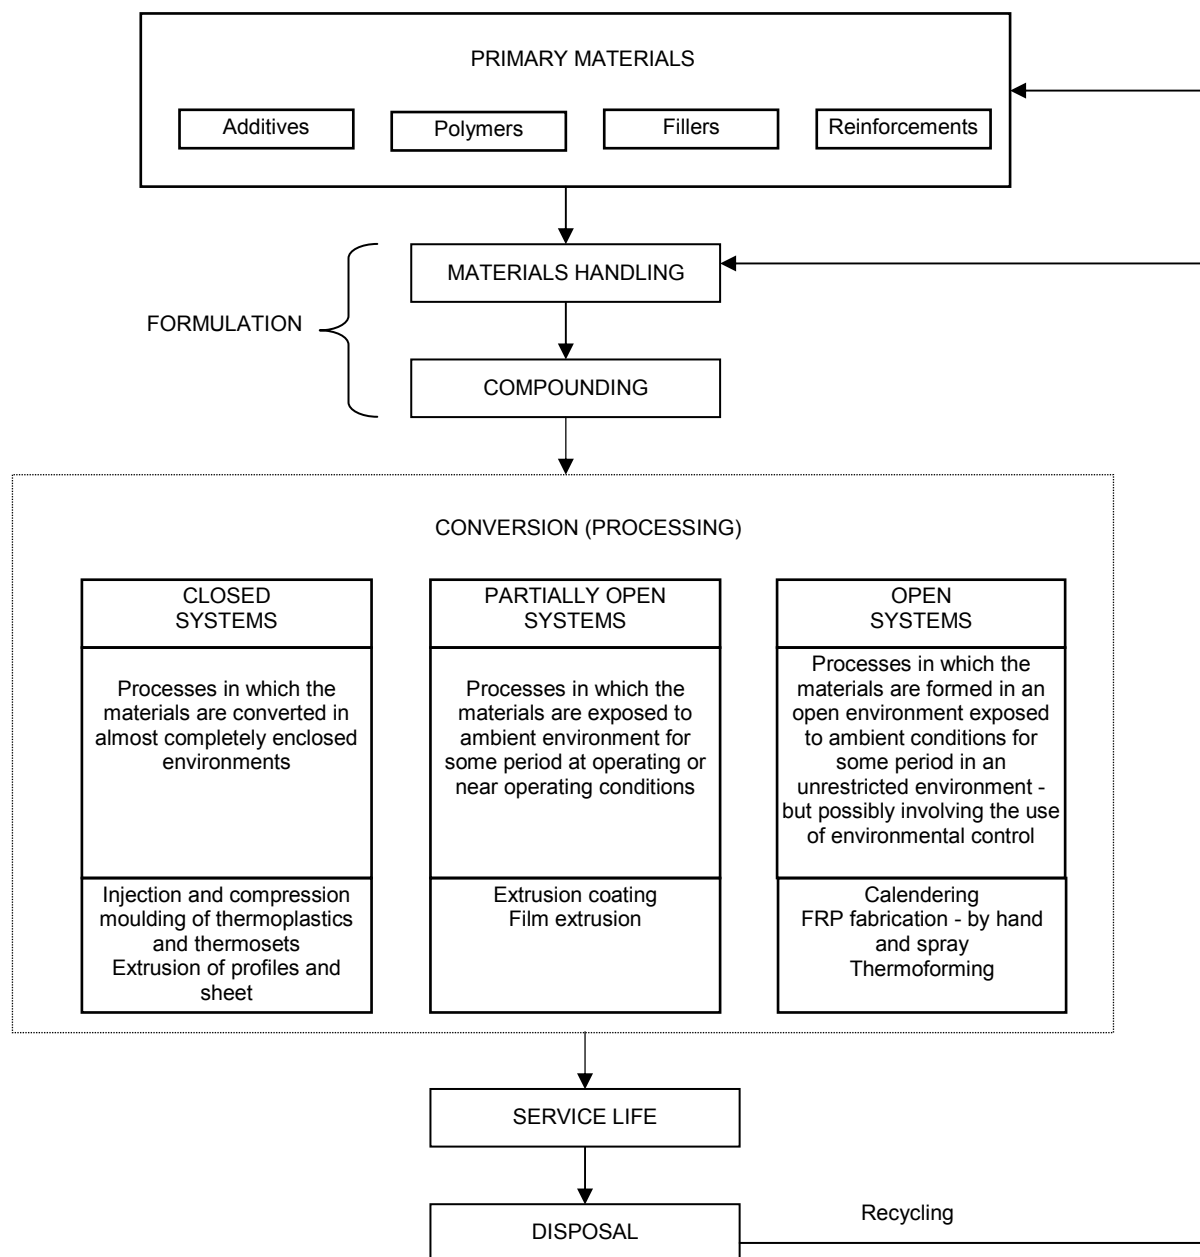 PRIMARY MATERIALS
Additives
Polymers
Fillers
Reinforcements
MATERIALS HANDLING
FORMULATION
COMPOUNDING
CONVERSION (PROCESSING)
CLOSED
SYSTEMS
Processes in which the
materials are converted in
almost completely enclosed
environments
Injection and compression
moulding of thermoplastics
and thermosets
Extrusion of profiles and
sheet
PARTIALLY OPEN
SYSTEMS
Processes in which the
materials are exposed to
ambient environment for
some period at operating or
near operating conditions
Extrusion coating
Film extrusion
OPEN
SYSTEMS
Processes in which the
materials are formed in an
open environment exposed
to ambient conditions for
some period in an
unrestricted environment -
but possibly involving the use
of environmental control
Calendering
FRP fabrication - by hand
and spray
Thermoforming
SERVICE LIFE
DISPOSAL
Recycling